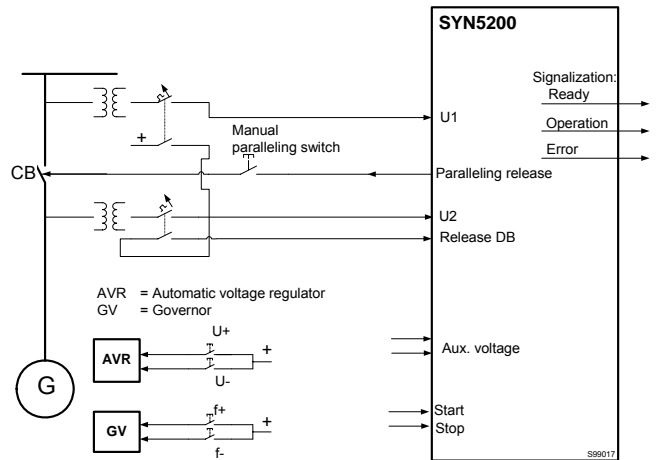 SYN5200
Signalization:
Ready
U1
Operation
+
Manual
paralleling switch
Error
CB
Paralleling release
U2
Release DB
AVR = Automatic voltage regulator
GV = Governor
U+
AVR
+
U-
Aux. voltage
G
f+
GV
+
f-
Start
Stop
S99017